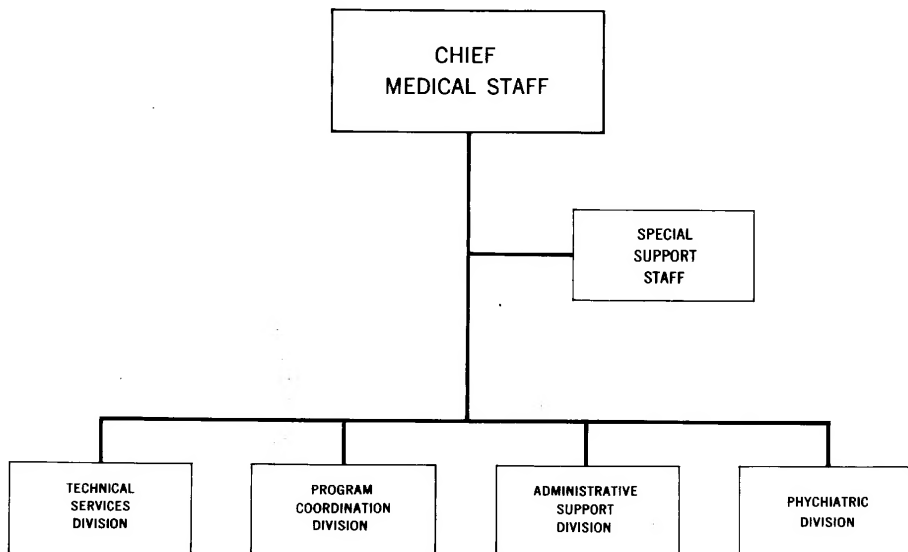 CHIEF
MEDICAL STAFF
SPECIAL
SUPPORT
STAFF
TECHNICAL
SERVICES
DIVISION
PROGRAM
COORDINATION
DIVISION
ADMINISTRATIVE
SUPPORT
DIVISION
PHYCHIATRIC
DIVISION